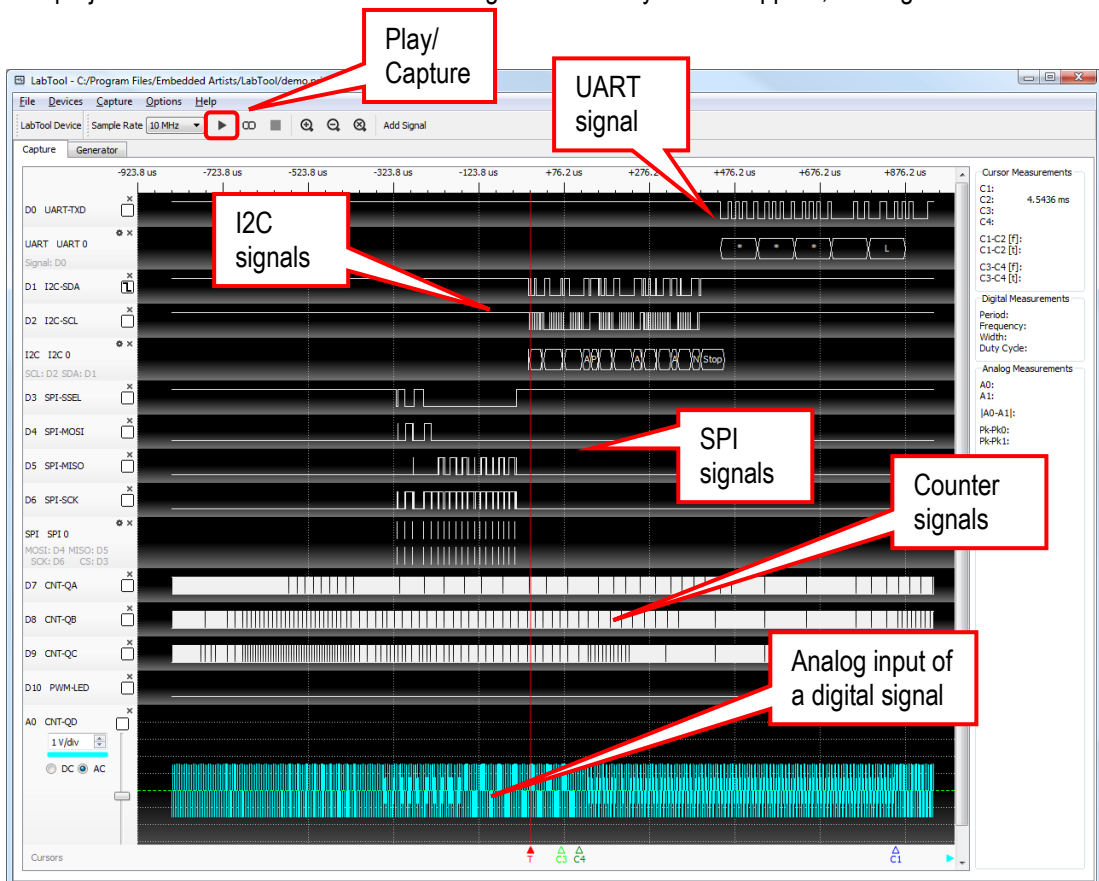 Play/
Capture
UART
signal
LabTool - C:/Program Files/Embedded Artists/LabTool/demo
File Devices Capture Options Help
LabTool Device Sample Rate 10 MHz Add Signal
Capture Generator
-923.8 us -723.8 us -523.8 us -323.8 us -123.8 us +76.2 us +276.2 us +476.2 us +676.2 us +876.2 us
Cursor Measurements
C1:
C2: 4.5436 ms
C3:
C4:
C1-C2 [f]:
C1-C2 [t]:
C3-C4 [f]:
C3-C4 [t]:
Digital Measurements
Period:
Frequency:
Width:
Duty Cycle:
Analog Measurements
A0:
A1:
|A0-A1|:
Pk-Pk0:
Pk-Pk1:
D0 UART-TXD
I2C
signals
UART UART 0
Signal: D0
* * * L
D1 I2C-SDA
D2 I2C-SCL
I2C I2C 0
SCL: D2 SDA: D1
A P A A N Stop
D3 SPI-SSEL
D4 SPI-MOSI
SPI
signals
D5 SPI-MISO
D6 SPI-SCK
Counter
signals
SPI SPI 0
MOSI: D4 MISO: D5
SCK: D6 CS: D3
D7 CNT-QA
D8 CNT-QB
D9 CNT-QC
Analog input of
a digital signal
D10 PWM-LED
A0 CNT-QD
1 V/div
DC AC
Cursors
T C3 C4 C1